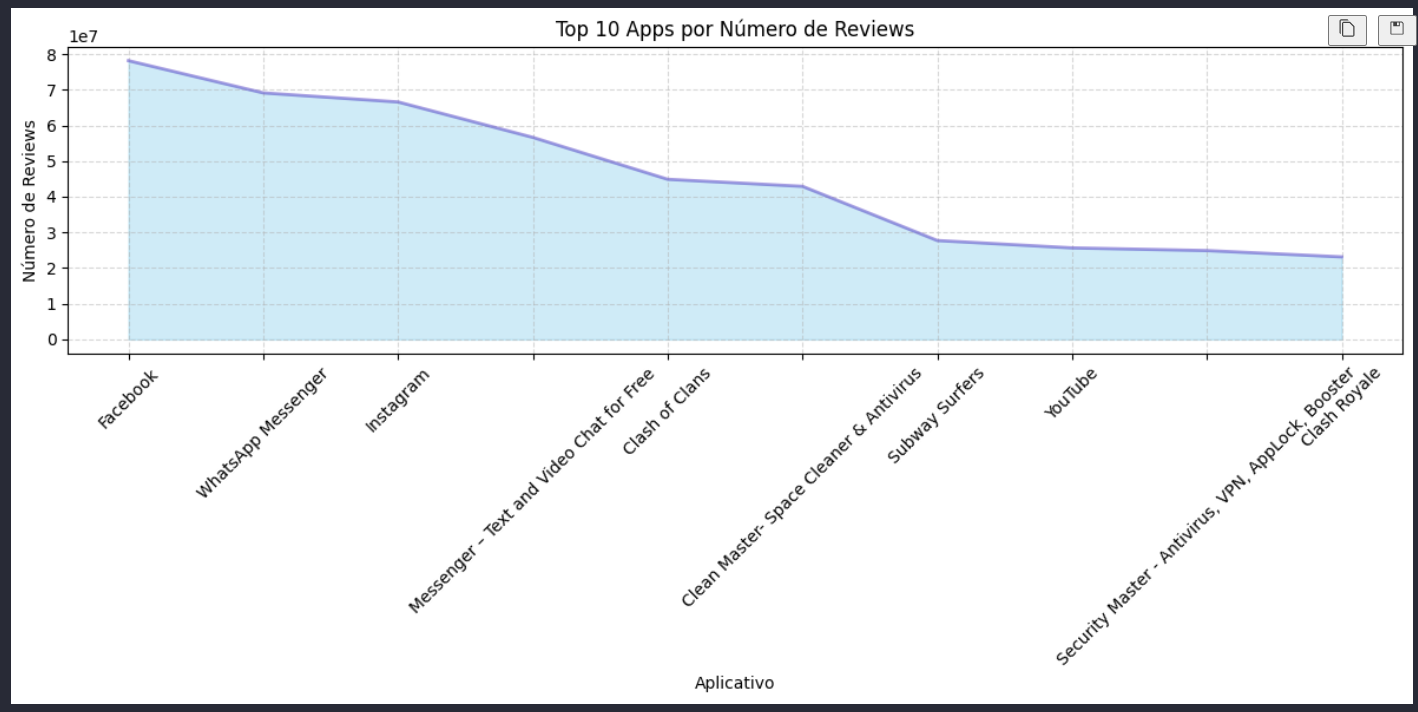 Top 10 Apps por Número de Reviews
1e7
8
7
6
5
4
3
2
1
0
Número de Reviews
Facebook
WhatsApp Messenger
Instagram
Messenger – Text and Video Chat for Free
Clash of Clans
Clean Master- Space Cleaner & Antivirus
Subway Surfers
YouTube
Security Master - Antivirus, VPN, AppLock, Booster
Clash Royale
Aplicativo